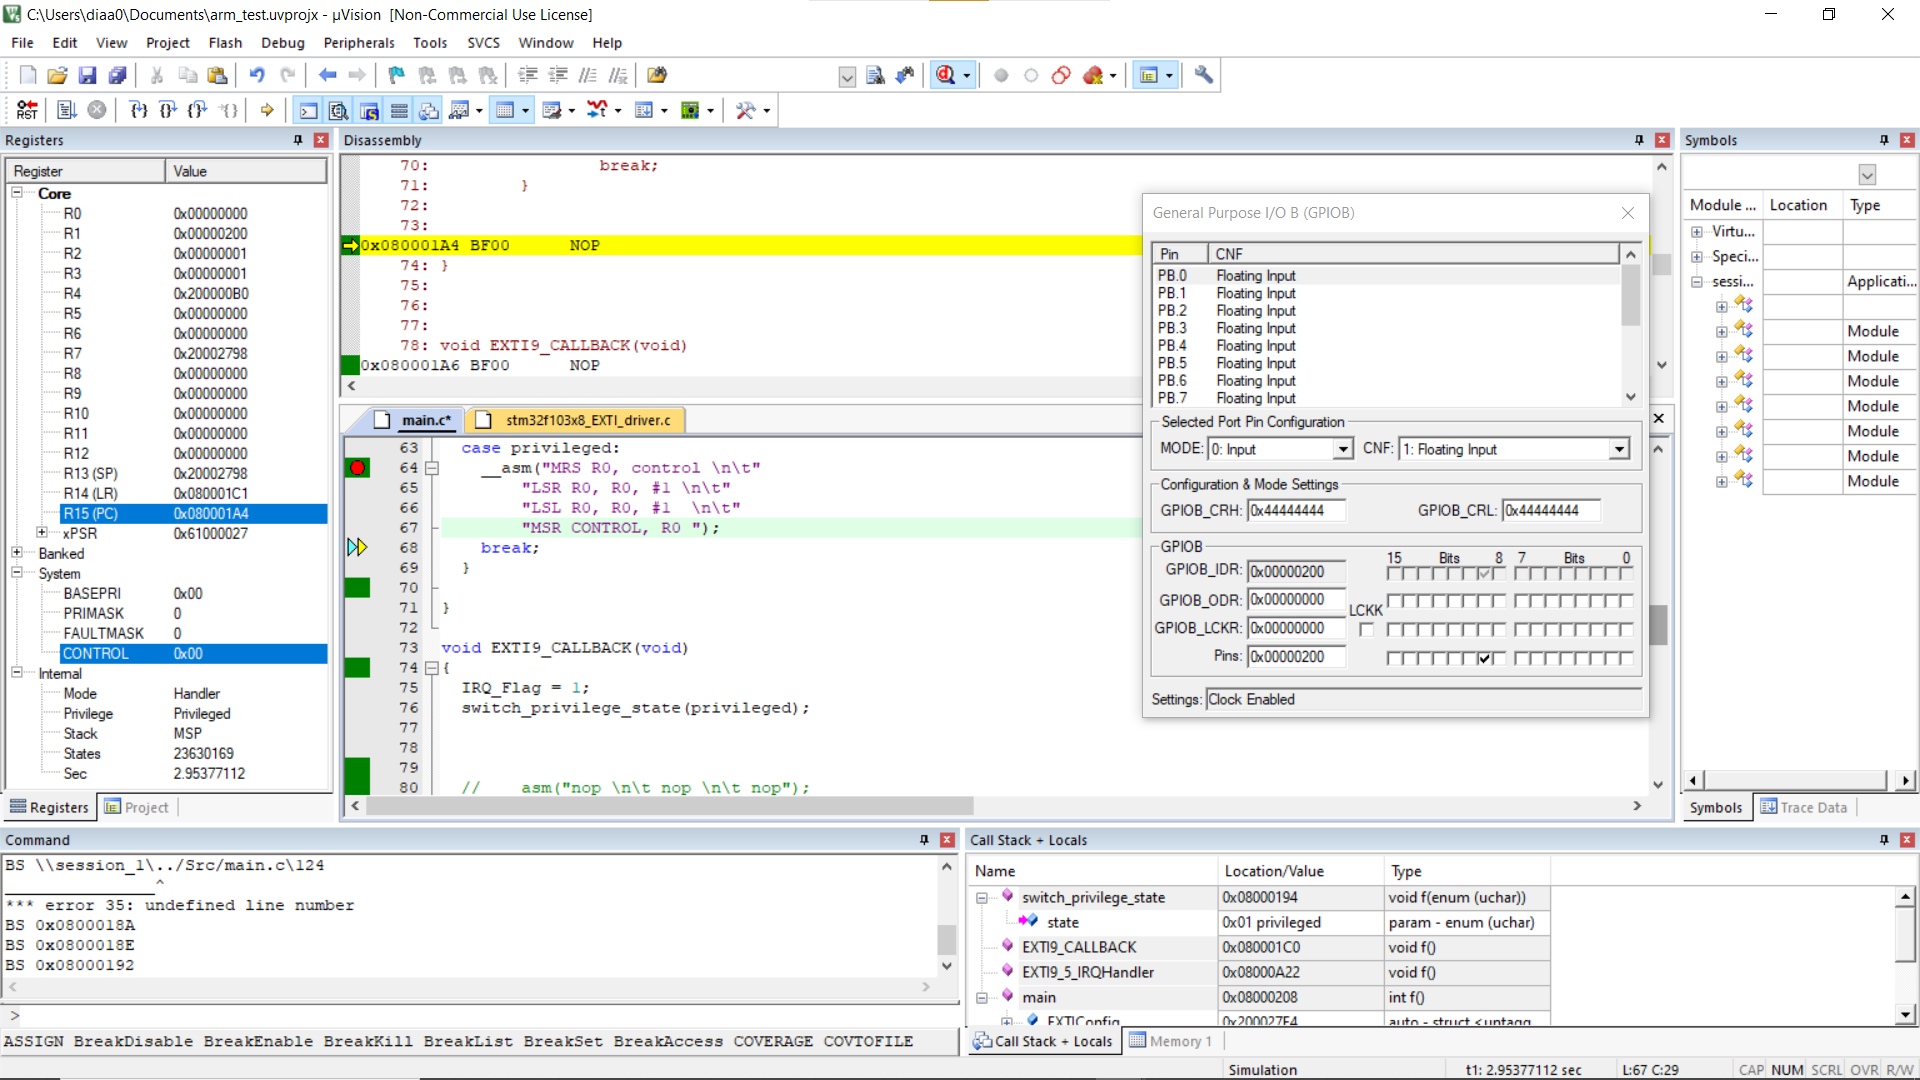 C:\Users\diaa0\Documents\arm_test.uvprojx - µVision  [Non-Commercial Use License]
File Edit View Project Flash Debug Peripherals Tools SVCS Window Help
RST
Registers
Register Value
Core
R0 0x00000000
R1 0x00000200
R2 0x00000001
R3 0x00000001
R4 0x200000B0
R5 0x00000000
R6 0x00000000
R7 0x20002798
R8 0x00000000
R9 0x00000000
R10 0x00000000
R11 0x00000000
R12 0x00000000
R13 (SP) 0x20002798
R14 (LR) 0x080001C1
R15 (PC) 0x080001A4
xPSR 0x61000027
Banked
System
BASEPRI 0x00
PRIMASK 0
FAULTMASK 0
CONTROL 0x00
Internal
Mode Handler
Privilege Privileged
Stack MSP
States 23630169
Sec 2.95377112
Registers Project
Disassembly
70: break;
71: }
72:
73:
0x080001A4 BF00 NOP
74: }
75:
76:
77:
78: void EXTI9_CALLBACK(void)
0x080001A6 BF00 NOP
main.c* stm32f103x8_EXTI_driver.c
63 case privileged:
64 __asm("MRS R0, control \n\t"
65 "LSR R0, R0, #1 \n\t"
66 "LSL R0, R0, #1  \n\t"
67 "MSR CONTROL, R0 ");
68 break;
69 }
70
71 }
72
73 void EXTI9_CALLBACK(void)
74 {
75 IRQ_Flag = 1;
76 switch_privilege_state(privileged);
77
78
79
80 // asm("nop \n\t nop \n\t nop");
General Purpose I/O B (GPIOB)
Pin CNF
PB.0 Floating Input
PB.1 Floating Input
PB.2 Floating Input
PB.3 Floating Input
PB.4 Floating Input
PB.5 Floating Input
PB.6 Floating Input
PB.7 Floating Input
Selected Port Pin Configuration
MODE: 0: Input CNF: 1: Floating Input
Configuration & Mode Settings
GPIOB_CRH: 0x44444444 GPIOB_CRL: 0x44444444
GPIOB
15 Bits 8 7 Bits 0
GPIOB_IDR: 0x00000200
GPIOB_ODR: 0x00000000
LCKK
GPIOB_LCKR: 0x00000000
Pins: 0x00000200
Settings: Clock Enabled
Symbols
Module ... Location Type
Virtu...
Speci...
sessi... Applicati...
Module
Module
Module
Module
Module
Module
Module
Symbols Trace Data
Command
BS \\session_1\../Src/main.c\124
_______________^
*** error 35: undefined line number
BS 0x0800018A
BS 0x0800018E
BS 0x08000192
>
ASSIGN BreakDisable BreakEnable BreakKill BreakList BreakSet BreakAccess COVERAGE COVTOFILE
Call Stack + Locals
Name Location/Value Type
switch_privilege_state 0x08000194 void f(enum (uchar))
state 0x01 privileged param - enum (uchar)
EXTI9_CALLBACK 0x080001C0 void f()
EXTI9_5_IRQHandler 0x08000A22 void f()
main 0x08000208 int f()
EXTIConfig 0x200027E4 auto - struct <untagg
Call Stack + Locals Memory 1
Simulation t1: 2.95377112 sec L:67 C:29 CAP NUM SCRL OVR R/W